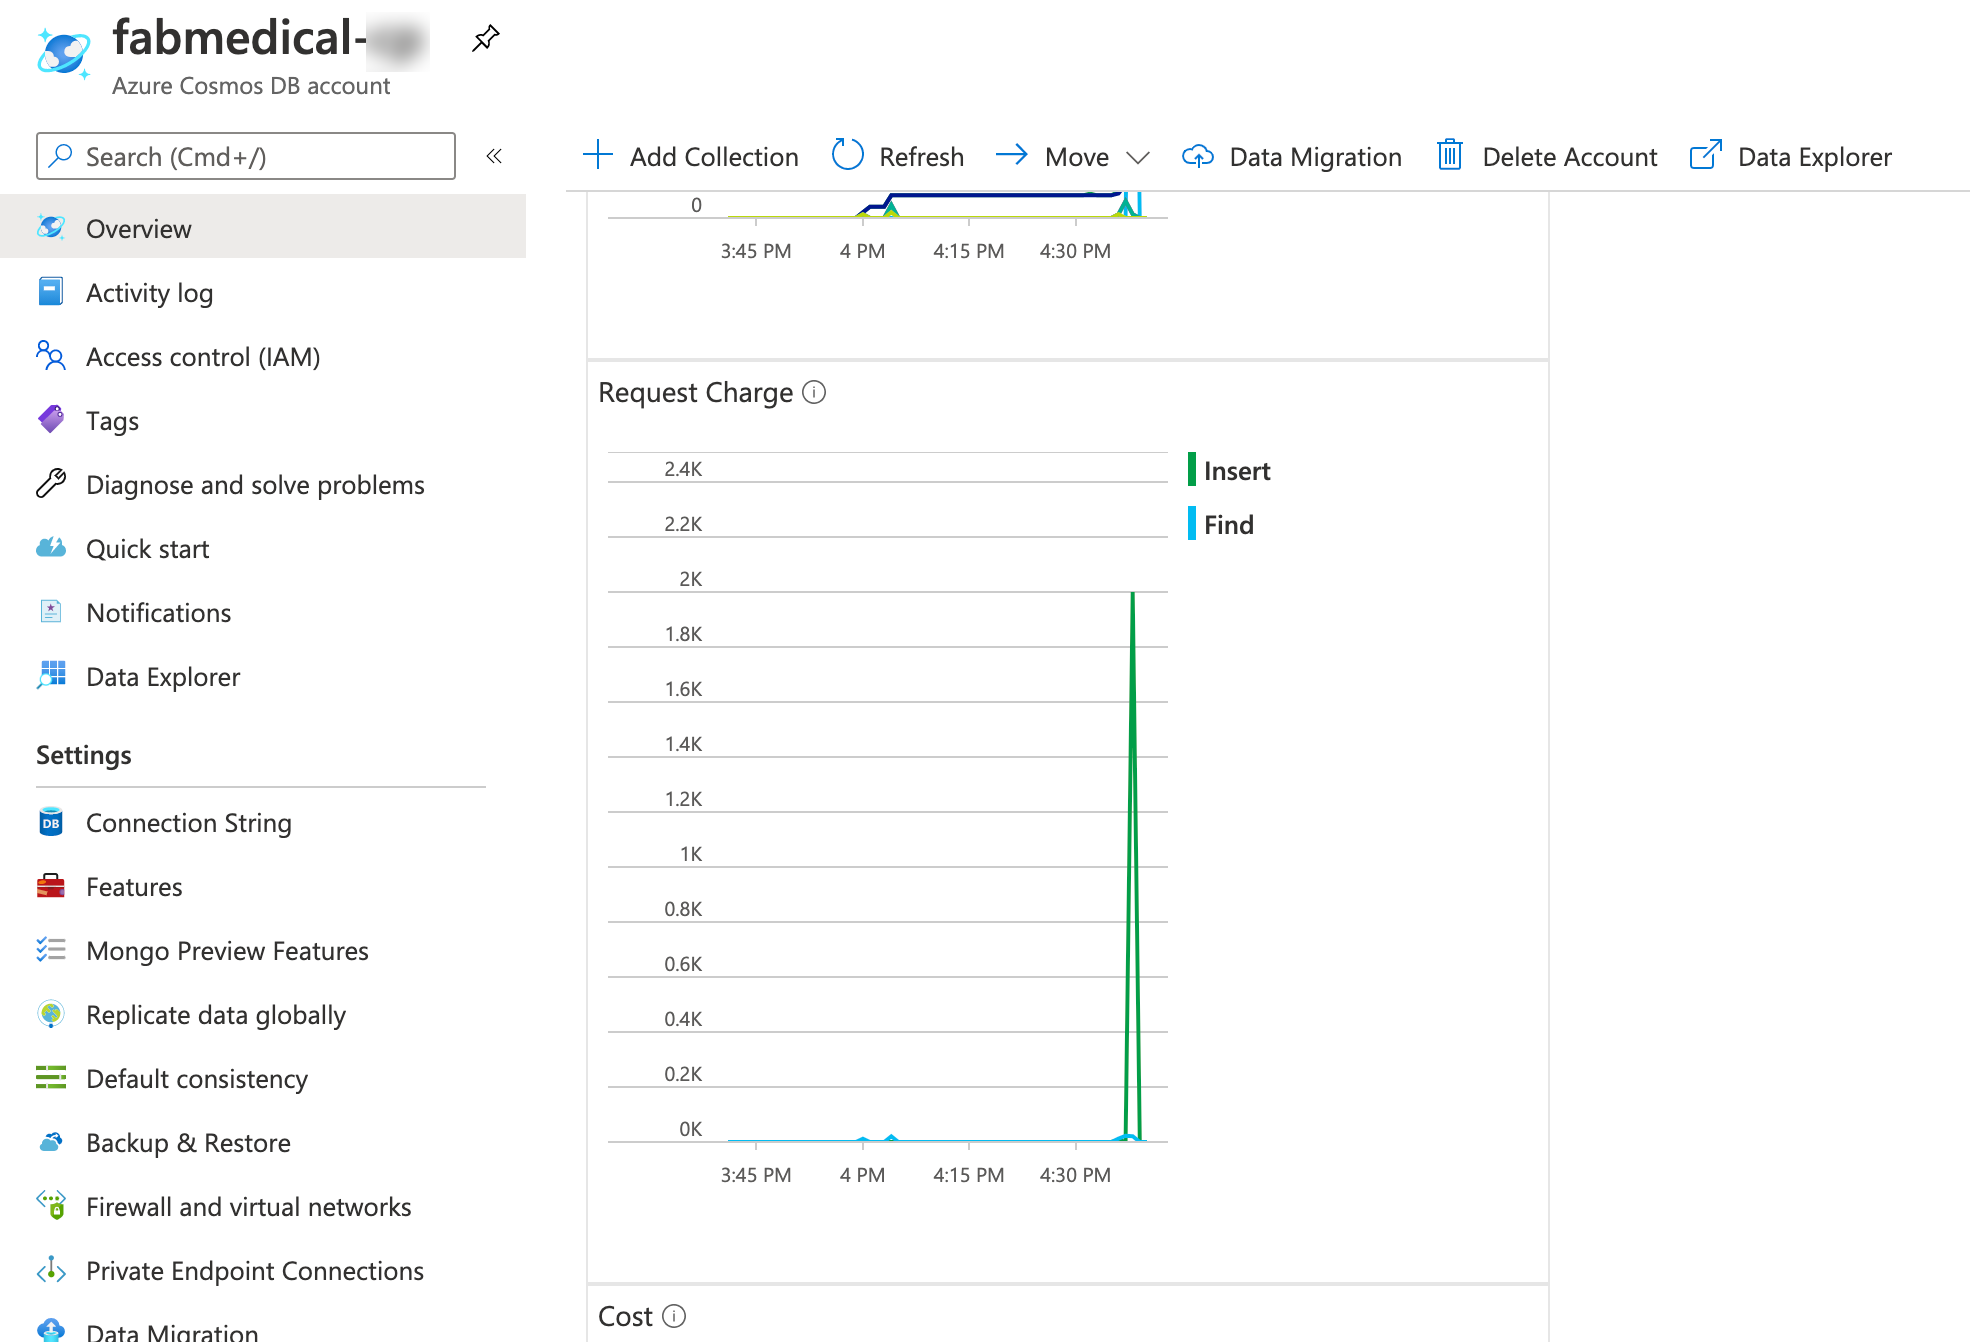 fabmedical-
Azure Cosmos DB account
Search (Cmd+/)
«
Add Collection
Refresh
Move
Data Migration
Delete Account
Data Explorer
Overview
Activity log
Access control (IAM)
Tags
Diagnose and solve problems
Quick start
Notifications
Data Explorer
Settings
DB
Connection String
Features
Mongo Preview Features
Replicate data globally
Default consistency
Backup & Restore
Firewall and virtual networks
Private Endpoint Connections
Data Migration
0
3:45 PM 4 PM 4:15 PM 4:30 PM
Request Charge
2.4K
2.2K
2K
1.8K
1.6K
1.4K
1.2K
1K
0.8K
0.6K
0.4K
0.2K
0K
3:45 PM 4 PM 4:15 PM 4:30 PM
Insert
Find
Cost